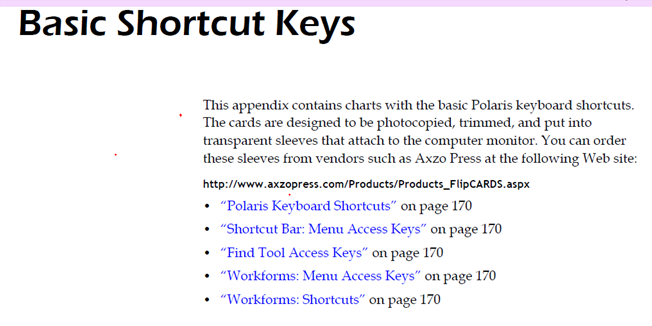 Basic Shortcut Keys
This appendix contains charts with the basic Polaris keyboard shortcuts.
The cards are designed to be photocopied, trimmed, and put into
transparent sleeves that attach to the computer monitor. You can order
these sleeves from vendors such as Axzo Press at the following Web site:
http://www.axzopress.com/Products/Products_FlipCARDS.aspx
• “Polaris Keyboard Shortcuts” on page 170
• “Shortcut Bar: Menu Access Keys” on page 170
• “Find Tool Access Keys” on page 170
• “Workforms: Menu Access Keys” on page 170
• “Workforms: Shortcuts” on page 170